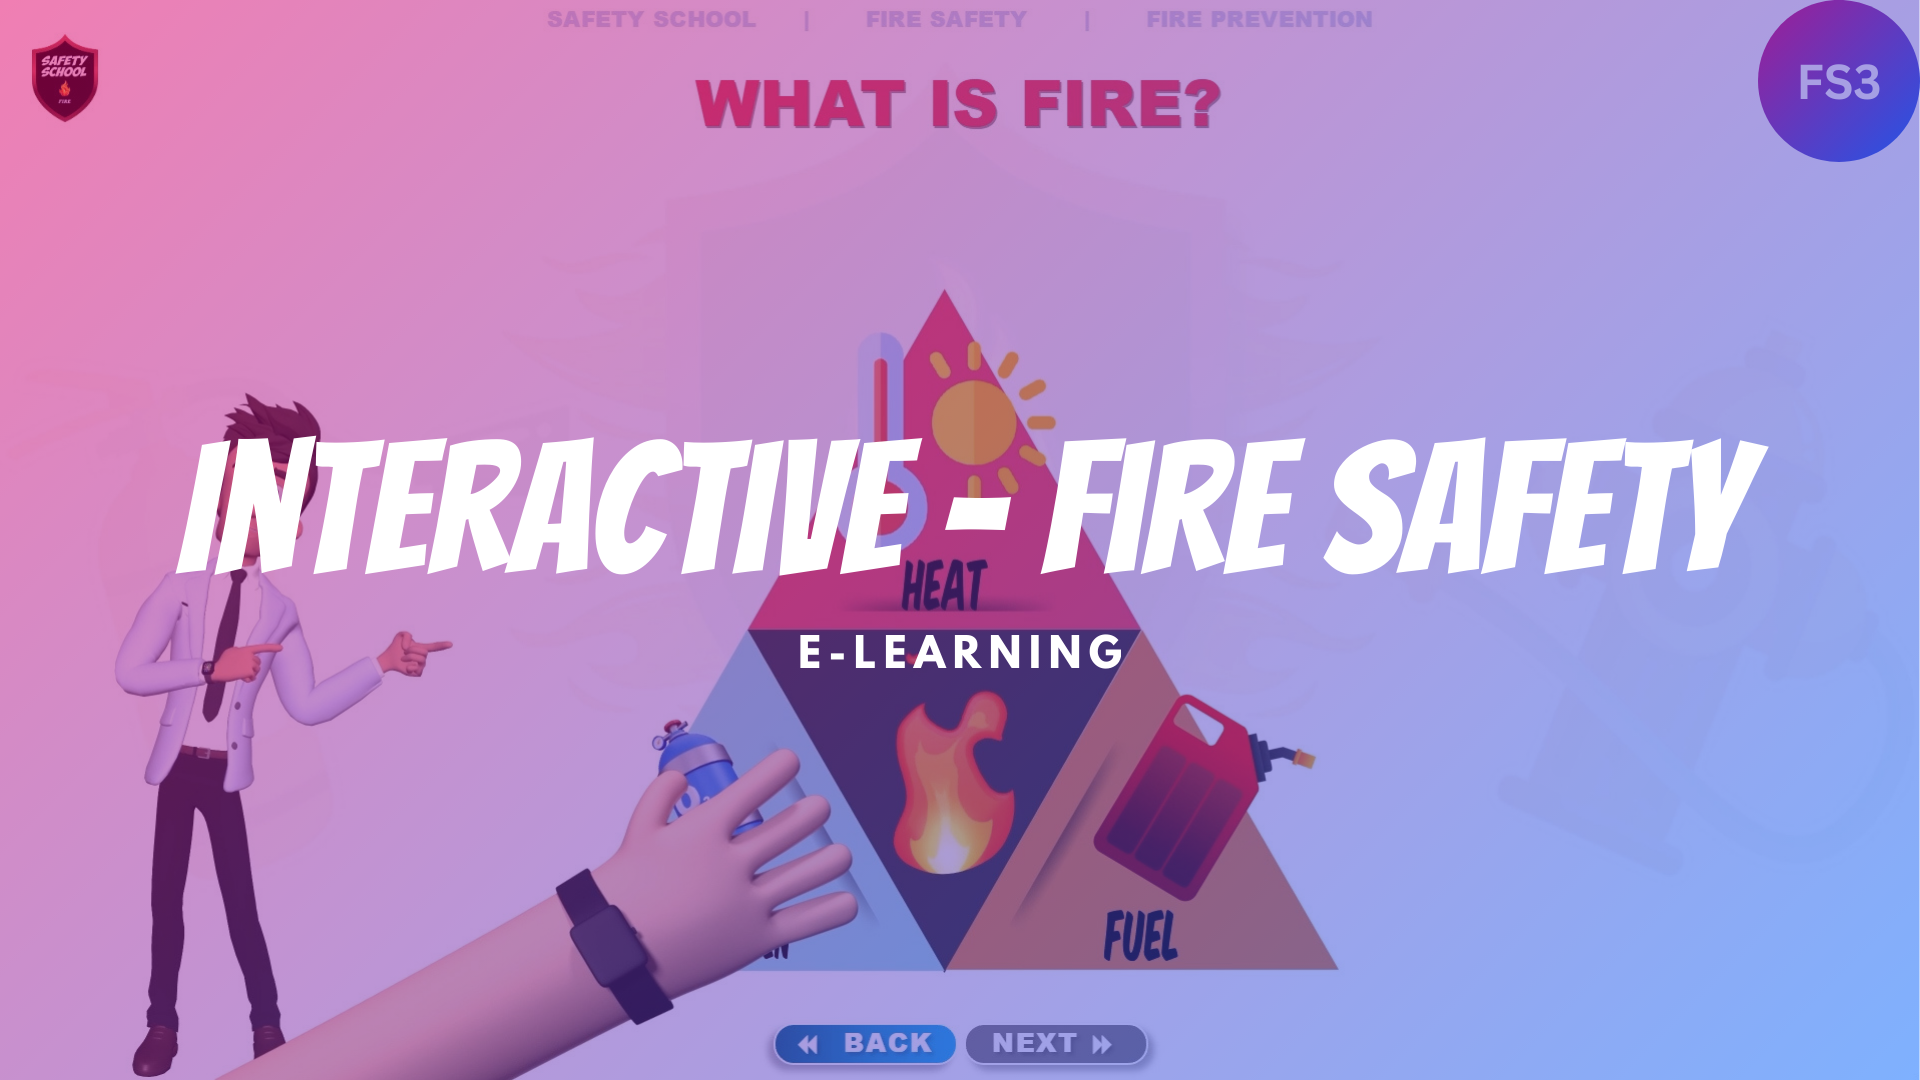 SAFETY SCHOOL | FIRE SAFETY | FIRE PREVENTION
SAFETY
SCHOOL
FIRE
WHAT IS FIRE?
FS3
INTERACTIVE - FIRE SAFETY
HEAT
E-LEARNING
FUEL
BACK
NEXT